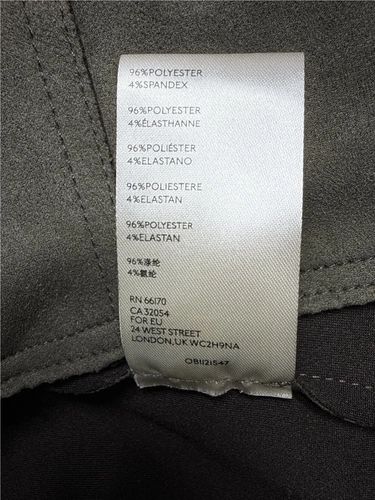 96%POLYESTER
4%SPANDEX
96%POLYESTER
4%ÉLASTHANNE
96%POLIÉSTER
4%ELASTANO
96%POLIESTERE
4%ELASTAN
96%POLYESTER
4%ELASTAN
96%涤纶
4%氨纶
RN 66170
CA 32054
FOR EU
24 WEST STREET
LONDON,UK WC2H9NA
OB1121547